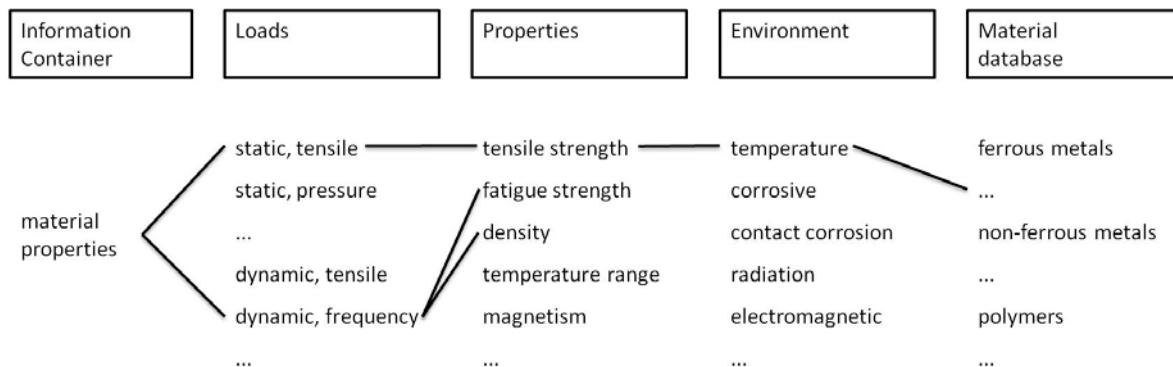 Information
Container
Loads
Properties
Environment
Material
database
static, tensile
tensile strength
temperature
ferrous metals
static, pressure
fatigue strength
corrosive
...
material
properties
...
density
contact corrosion
non-ferrous metals
dynamic, tensile
temperature range
radiation
...
dynamic, frequency
magnetism
electromagnetic
polymers
...
...
...
...